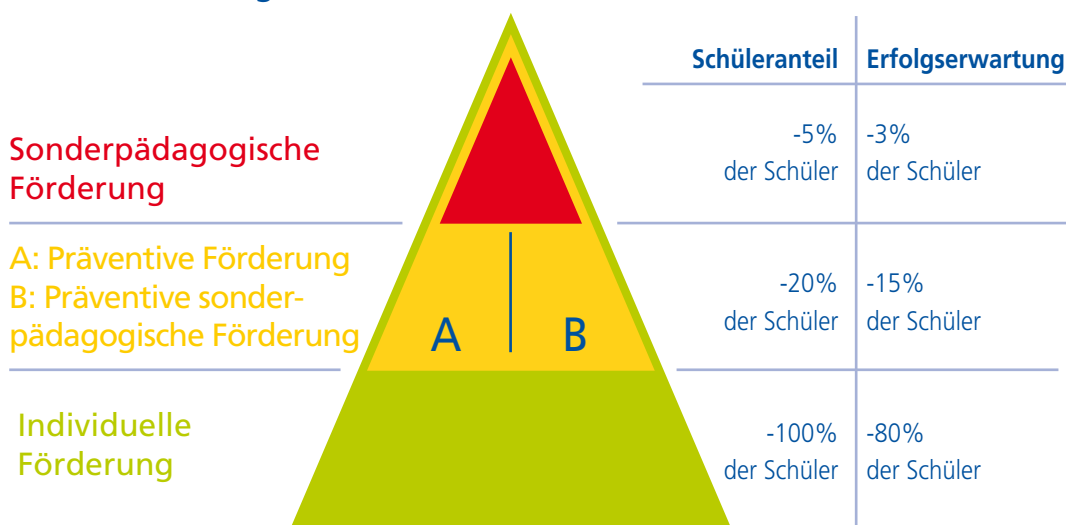 Schüleranteil Erfolgserwartung
Sonderpädagogische
Förderung
-5% -3%
der Schüler der Schüler
A: Präventive Förderung
B: Präventive sonder-
pädagogische Förderung
A B
-20% -15%
der Schüler der Schüler
Individuelle
Förderung
-100% -80%
der Schüler der Schüler